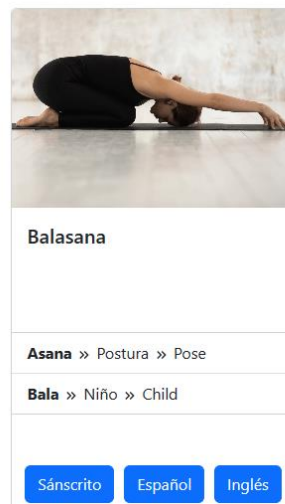 Balasana
Asana » Postura » Pose
Bala » Niño » Child
Sánscrito Español Inglés